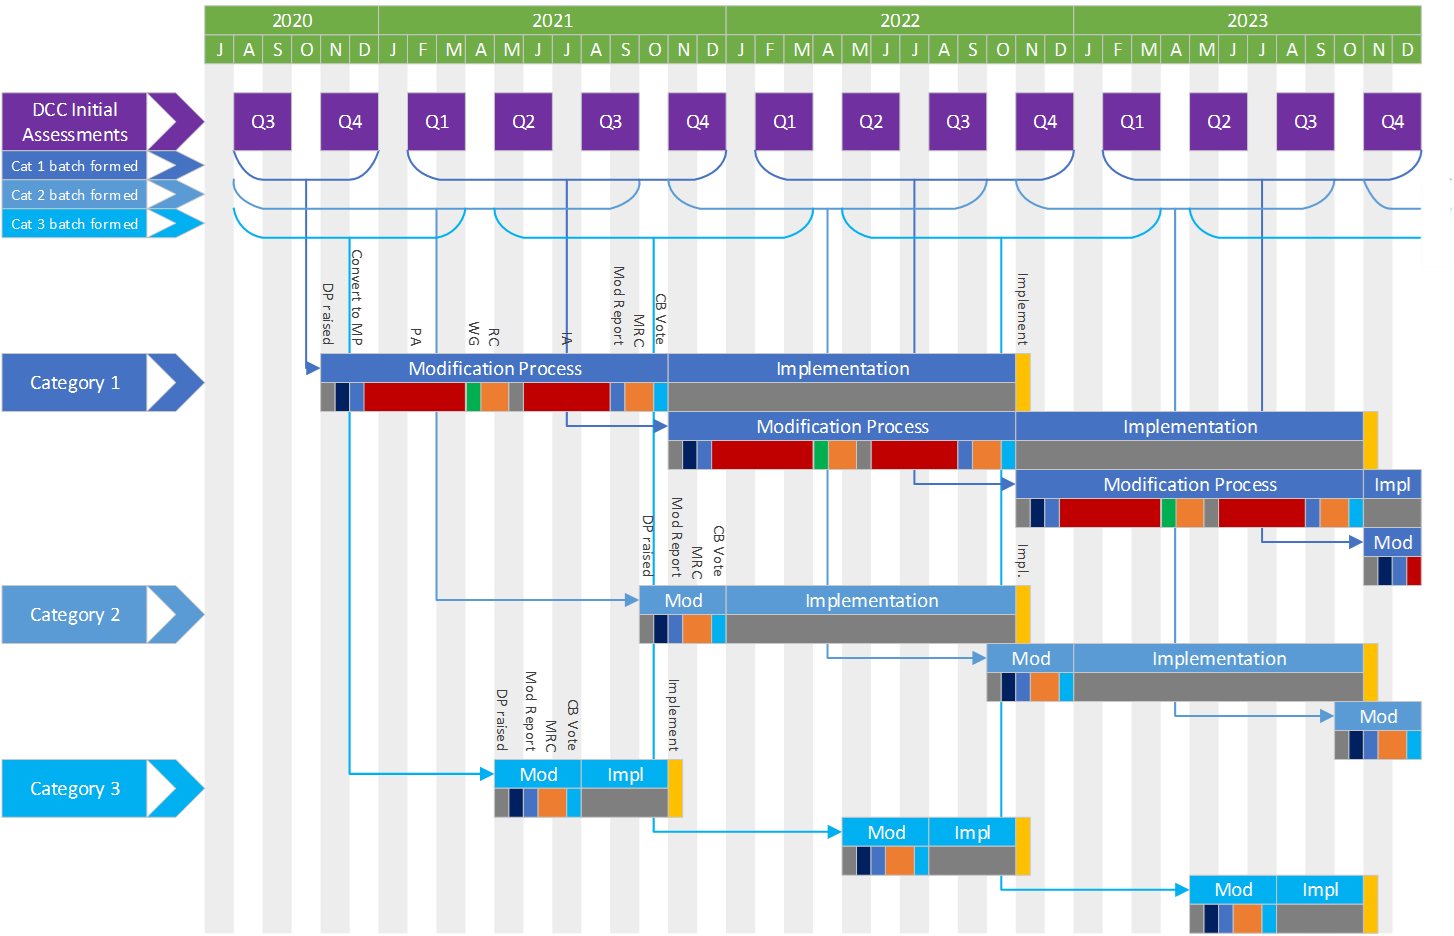 2020 2021 2022 2023
J A S O N D J F M A M J J A S O N D J F M A M J J A S O N D J F M A M J J A S O N D
DCC Initial
Assessments
Q3 Q4 Q1 Q2 Q3 Q4 Q1 Q2 Q3 Q4 Q1 Q2 Q3 Q4
Cat 1 batch formed
Cat 2 batch formed
Cat 3 batch formed
DP raised
Convert to MP
PA
WG
RC
IA
Mod Report
MRC
CB Vote
Implement
Category 1
Modification Process Implementation
Modification Process Implementation
Modification Process Impl
Mod
DP raised
Mod Report
MRC
CB Vote
Impl.
Category 2
Mod Implementation
Mod Implementation
Mod
DP raised
Mod Report
MRC
CB Vote
Implement
Category 3
Mod Impl
Mod Impl
Mod Impl